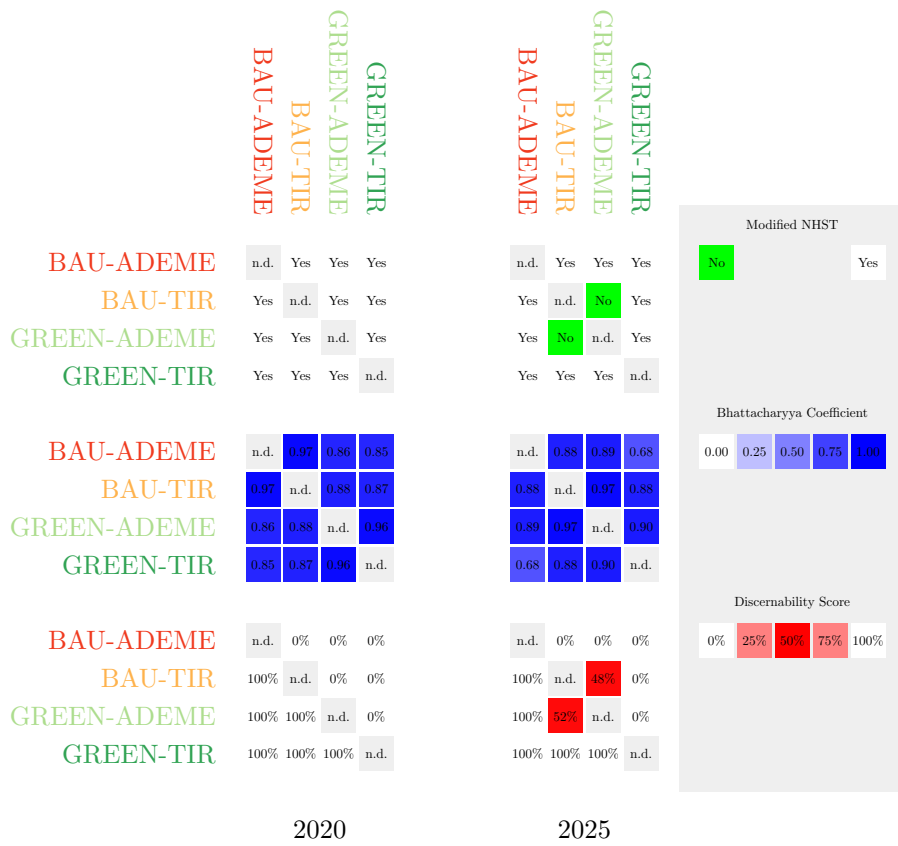 BAU-ADEME BAU-TIR GREEN-ADEME GREEN-TIR BAU-ADEME BAU-TIR GREEN-ADEME GREEN-TIR
Modified NHST
BAU-ADEME n.d. Yes Yes Yes n.d. Yes Yes Yes No Yes
BAU-TIR Yes n.d. Yes Yes Yes n.d. No Yes
GREEN-ADEME Yes Yes n.d. Yes Yes No n.d. Yes
GREEN-TIR Yes Yes Yes n.d. Yes Yes Yes n.d.
Bhattacharyya Coefficient
BAU-ADEME n.d. 0.97 0.86 0.85 n.d. 0.88 0.89 0.68 0.00 0.25 0.50 0.75 1.00
BAU-TIR 0.97 n.d. 0.88 0.87 0.88 n.d. 0.97 0.88
GREEN-ADEME 0.86 0.88 n.d. 0.96 0.89 0.97 n.d. 0.90
GREEN-TIR 0.85 0.87 0.96 n.d. 0.68 0.88 0.90 n.d.
Discernability Score
BAU-ADEME n.d. 0% 0% 0% n.d. 0% 0% 0% 0% 25% 50% 75% 100%
BAU-TIR 100% n.d. 0% 0% 100% n.d. 48% 0%
GREEN-ADEME 100% 100% n.d. 0% 100% 52% n.d. 0%
GREEN-TIR 100% 100% 100% n.d. 100% 100% 100% n.d.
2020 2025